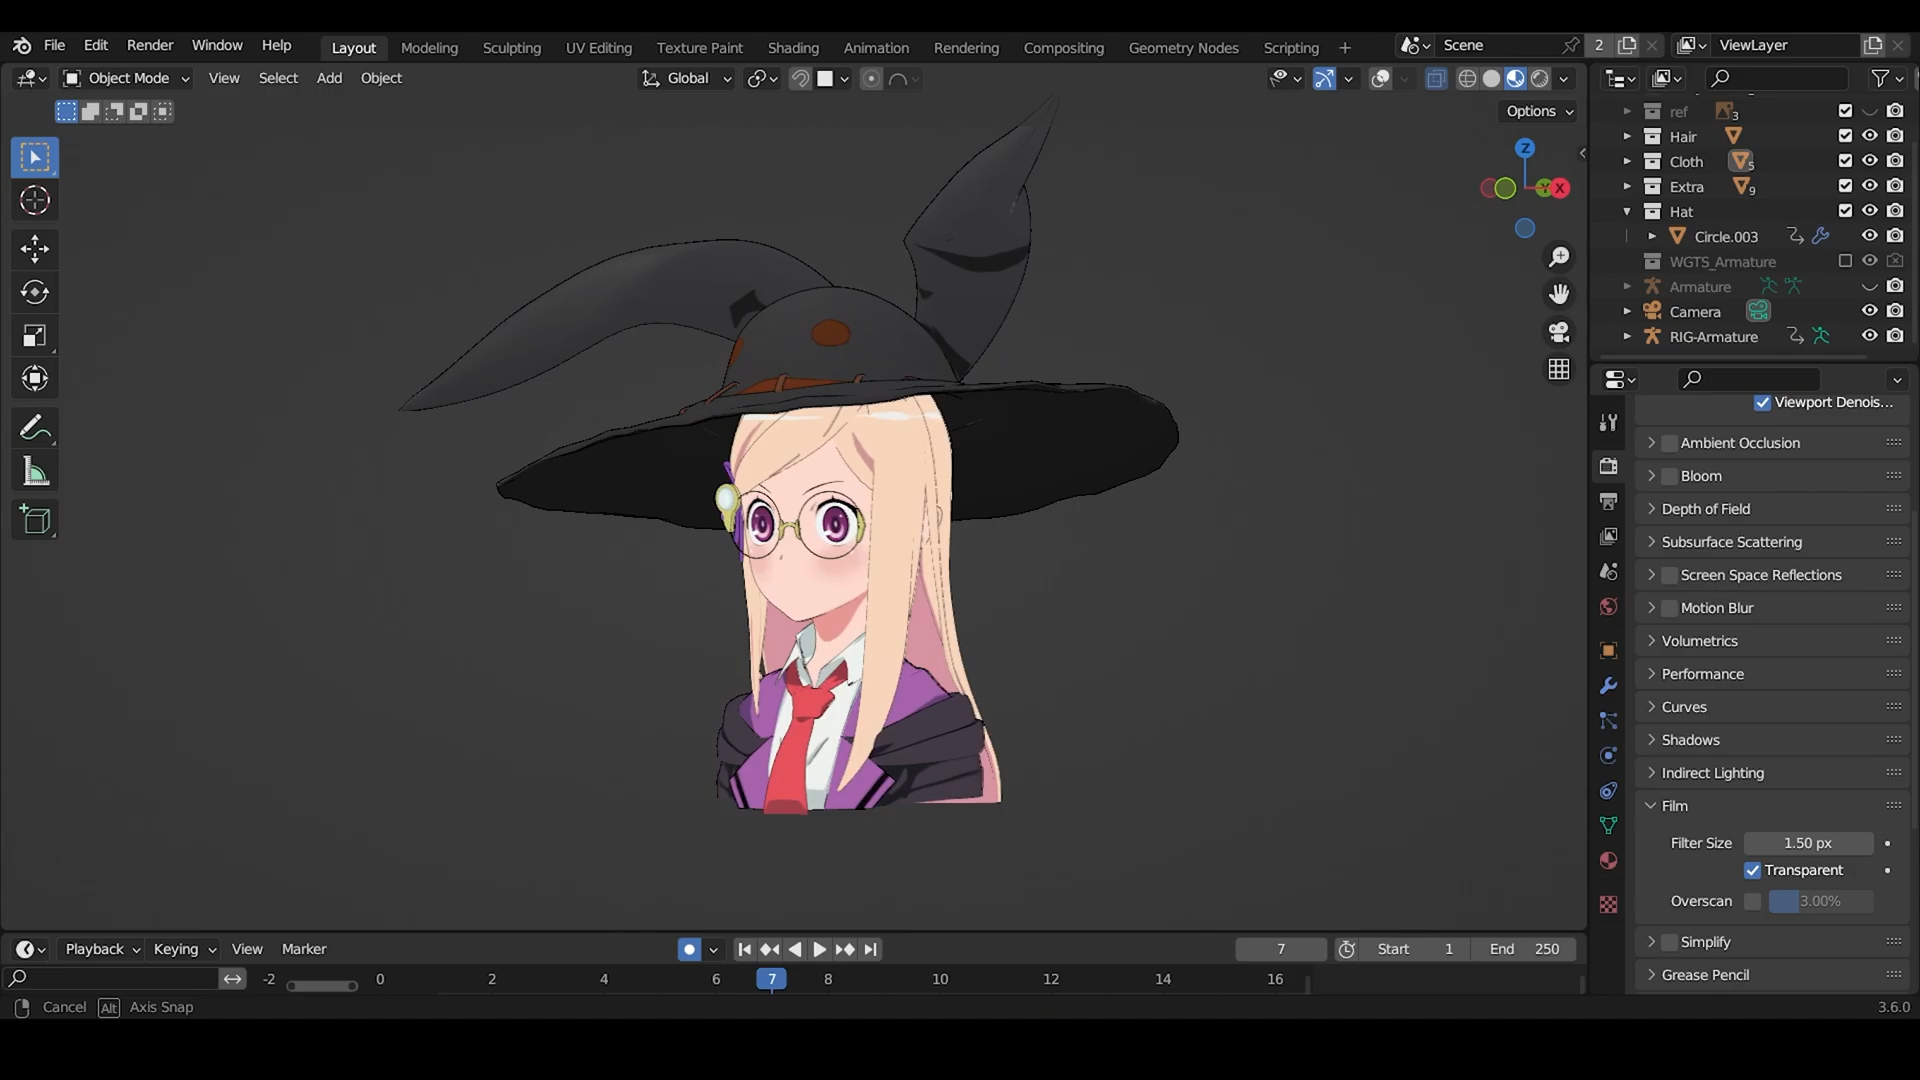 File Edit Render Window Help Layout Modeling Sculpting UV Editing Texture Paint Shading Animation Rendering Compositing Geometry Nodes Scripting + Scene 2 ViewLayer
Object Mode View Select Add Object Global
Options
Z
Y X
ref 3
Hair
Cloth 5
Extra 9
Hat
Circle.003
WGTS_Armature
Armature
Camera
RIG-Armature
Viewport Denois...
Ambient Occlusion
Bloom
Depth of Field
Subsurface Scattering
Screen Space Reflections
Motion Blur
Volumetrics
Performance
Curves
Shadows
Indirect Lighting
Film
Filter Size 1.50 px
Transparent
Overscan 3.00%
Simplify
Grease Pencil
Playback Keying View Marker 7 Start 1 End 250
-2 0 2 4 6 7 8 10 12 14 16
Cancel Alt Axis Snap 3.6.0